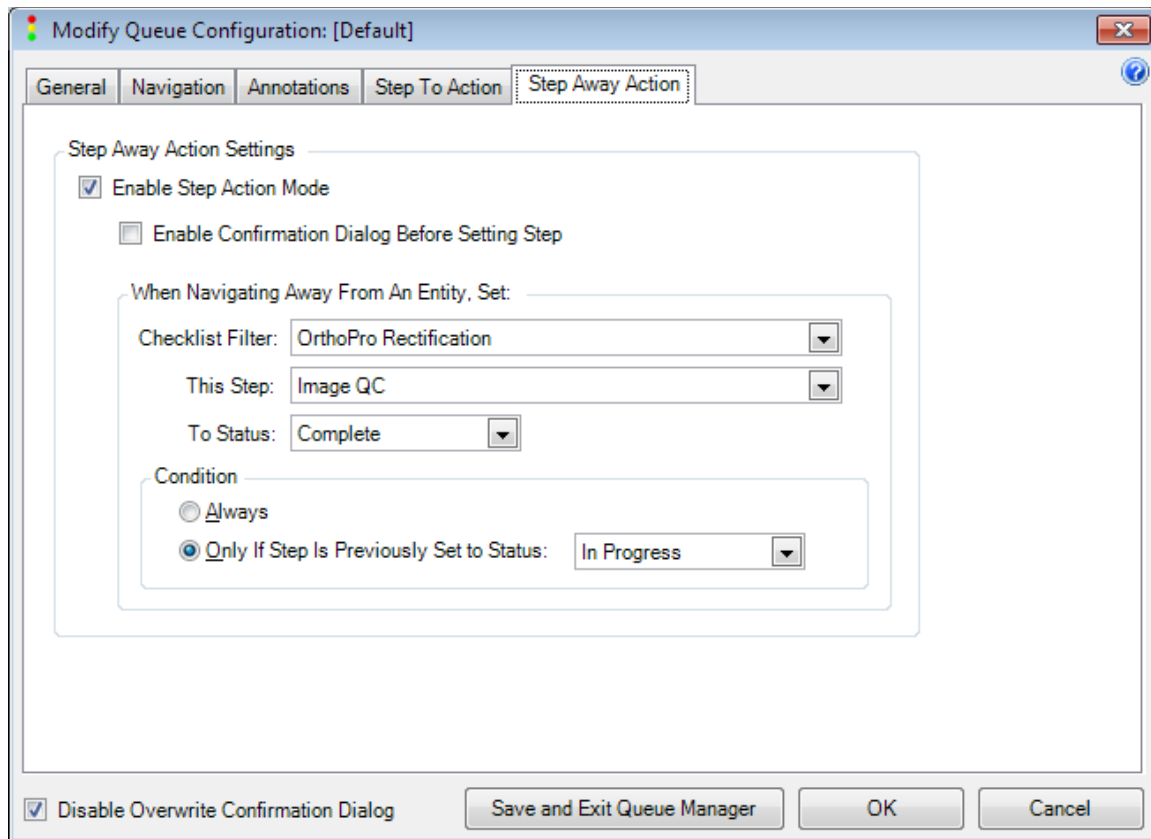 Modify Queue Configuration: [Default]
General Navigation Annotations Step To Action Step Away Action
Step Away Action Settings
Enable Step Action Mode
Enable Confirmation Dialog Before Setting Step
When Navigating Away From An Entity, Set:
Checklist Filter: OrthoPro Rectification
This Step: Image QC
To Status: Complete
Condition
Always
Only If Step Is Previously Set to Status: In Progress
Disable Overwrite Confirmation Dialog Save and Exit Queue Manager OK Cancel